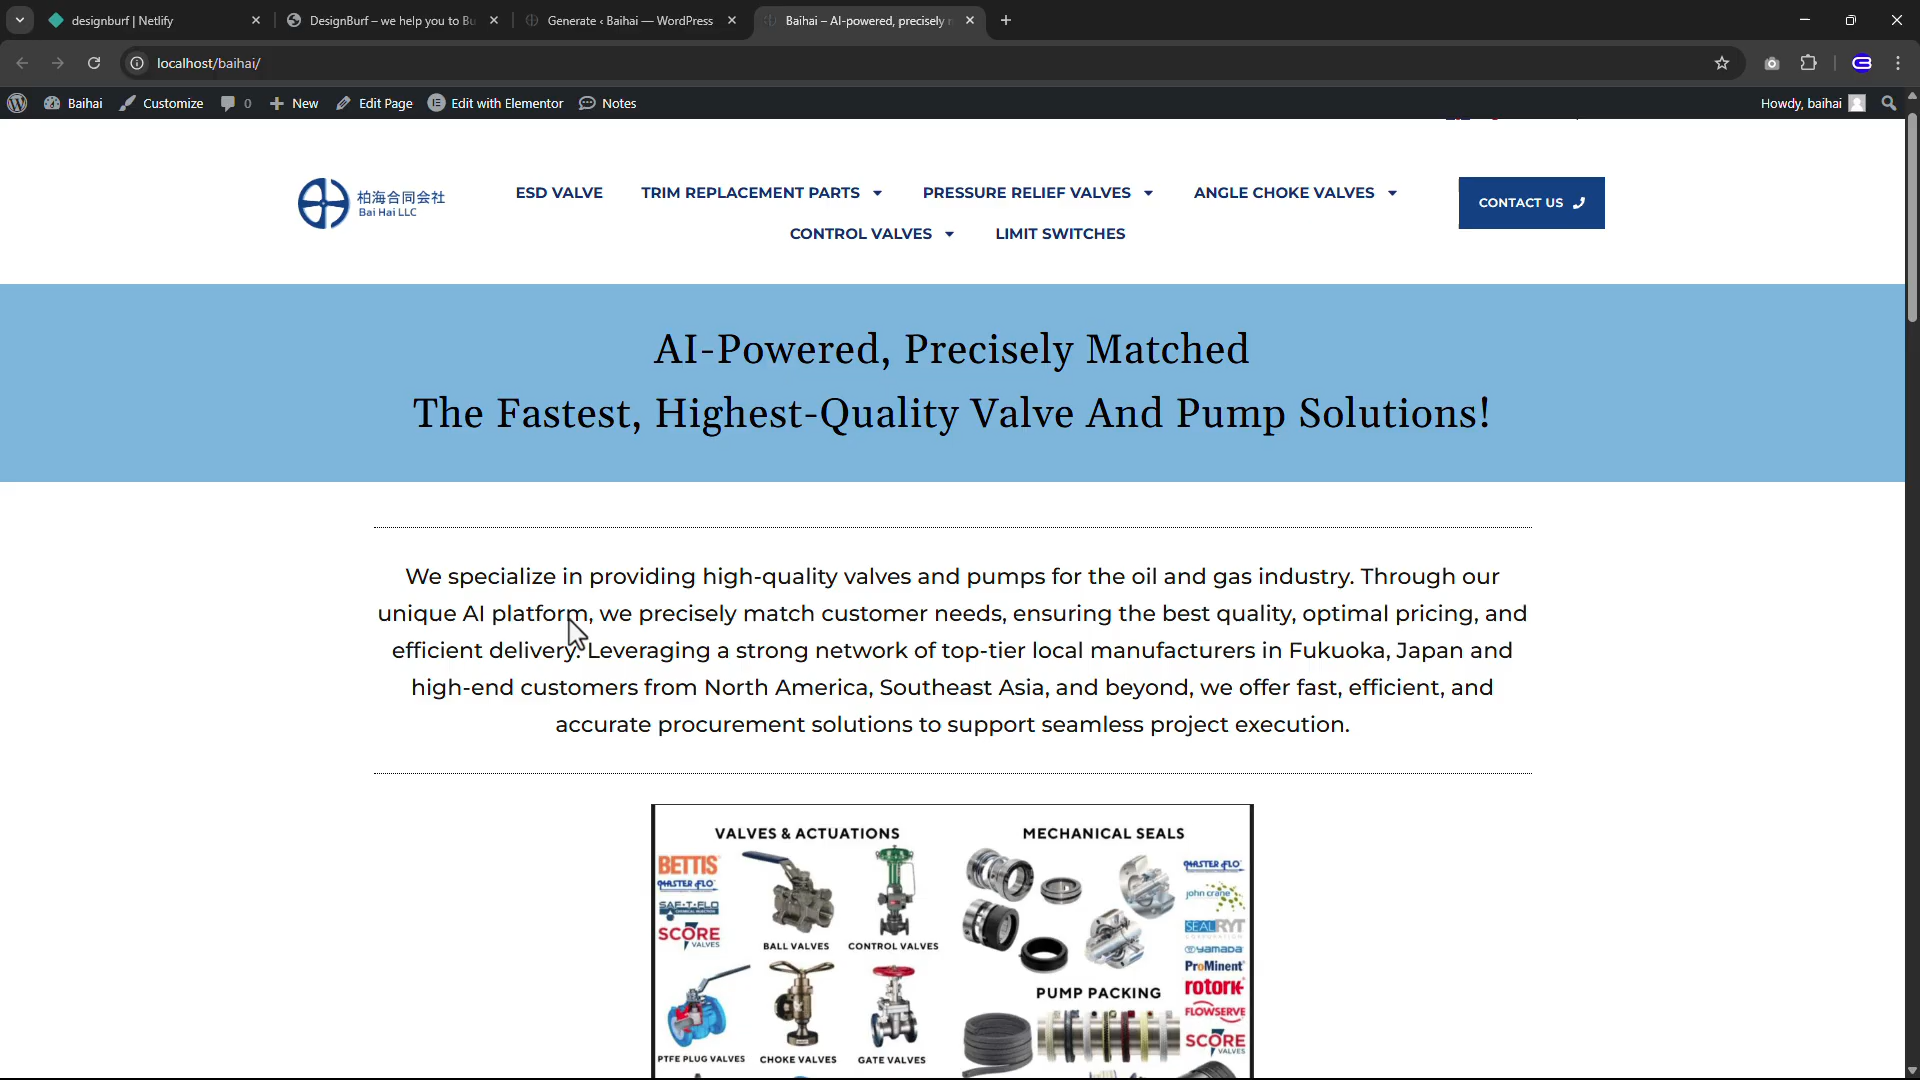 designburf | Netlify
DesignBurf – we help you to Bu
Generate ‹ Baihai — WordPress
Baihai – AI-powered, precisely
localhost/baihai/
Baihai
Customize
0
New
Edit Page
Edit with Elementor
Notes
Howdy, baihai
柏海合同会社
Bai Hai LLC
ESD VALVE
TRIM REPLACEMENT PARTS
PRESSURE RELIEF VALVES
ANGLE CHOKE VALVES
CONTROL VALVES
LIMIT SWITCHES
CONTACT US
AI-Powered, Precisely Matched
The Fastest, Highest-Quality Valve And Pump Solutions!
We specialize in providing high-quality valves and pumps for the oil and gas industry. Through our
unique AI platform, we precisely match customer needs, ensuring the best quality, optimal pricing, and
efficient delivery. Leveraging a strong network of top-tier local manufacturers in Fukuoka, Japan and
high-end customers from North America, Southeast Asia, and beyond, we offer fast, efficient, and
accurate procurement solutions to support seamless project execution.
VALVES & ACTUATIONS
BETTIS
MASTER FLO
SAF-T-FLO
CHEMICAL INJECTION
SCORE
VALVES
BALL VALVES
CONTROL VALVES
PTFE PLUG VALVES
CHOKE VALVES
GATE VALVES
MECHANICAL SEALS
MASTER FLO
john crane
SEALRYT
CORPORATION
YAMADA
ProMinent
rotork
FLOWSERVE
SCORE
VALVES
PUMP PACKING